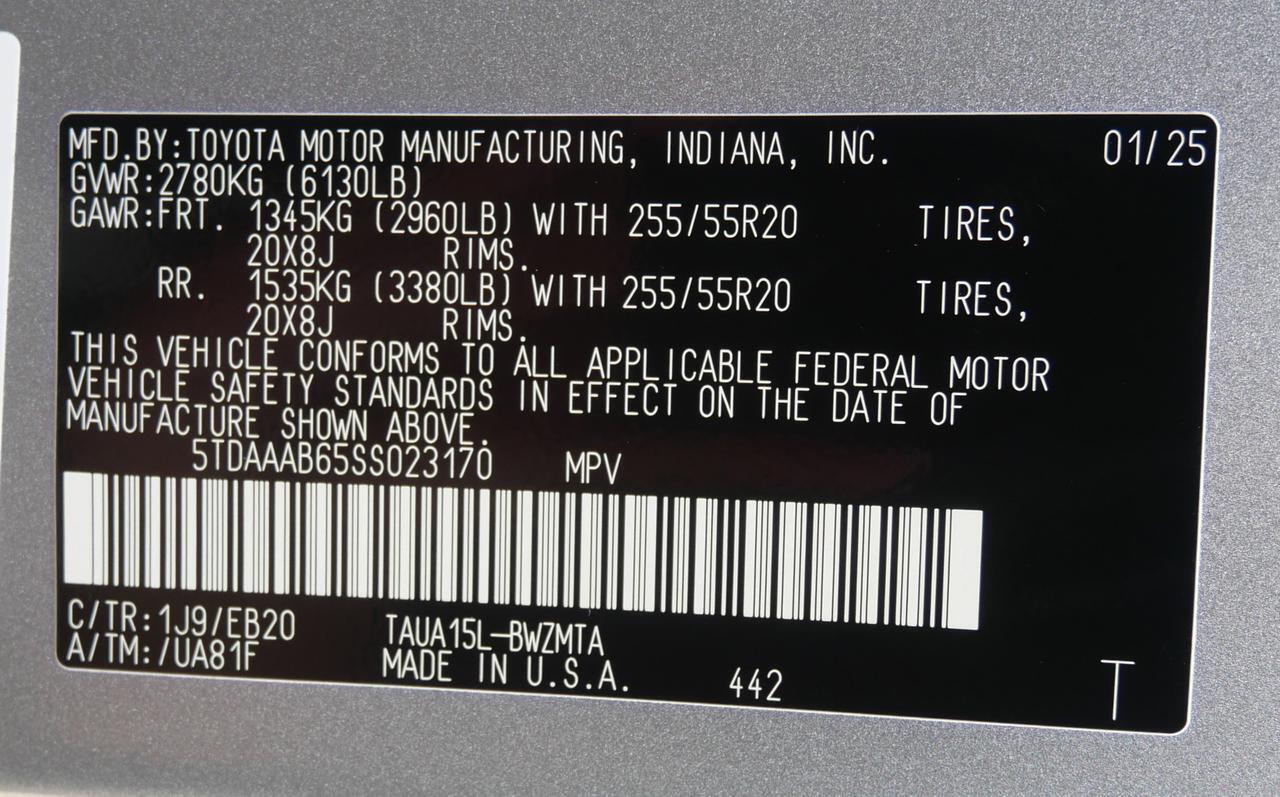 MFD.BY:TOYOTA MOTOR MANUFACTURING, INDIANA, INC. 01/25
GVWR:2780KG (6130LB)
GAWR:FRT. 1345KG (2960LB) WITH 255/55R20 TIRES,
20X8J RIMS.
RR. 1535KG (3380LB) WITH 255/55R20 TIRES,
20X8J RIMS.
THIS VEHICLE CONFORMS TO ALL APPLICABLE FEDERAL MOTOR
VEHICLE SAFETY STANDARDS IN EFFECT ON THE DATE OF
MANUFACTURE SHOWN ABOVE.
5TDAAAB65SS023170 MPV
C/TR:1J9/EB20 TAUA15L-BWZMTA
A/TM:/UA81F MADE IN U.S.A. 442 T